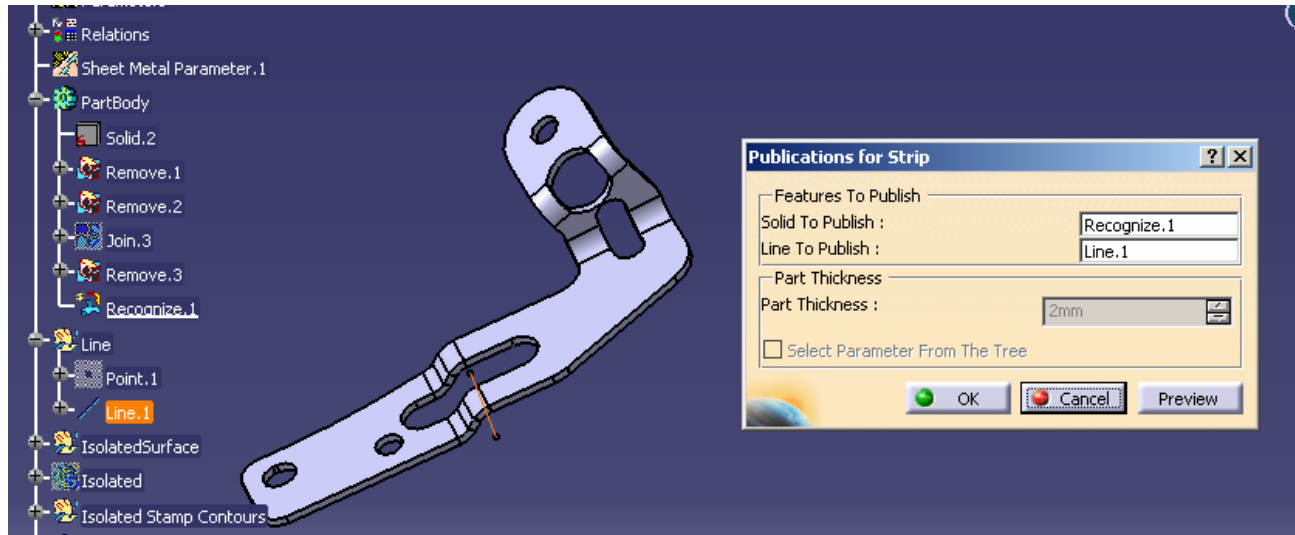 Relations
Sheet Metal Parameter.1
PartBody
Solid.2
Remove.1
Remove.2
Join.3
Remove.3
Recognize.1
Line
Point.1
Line.1
IsolatedSurface
Isolated
Isolated Stamp Contours
Publications for Strip
Features To Publish
Solid To Publish : Recognize.1
Line To Publish : Line.1
Part Thickness
Part Thickness : 2mm
Select Parameter From The Tree
OK Cancel Preview